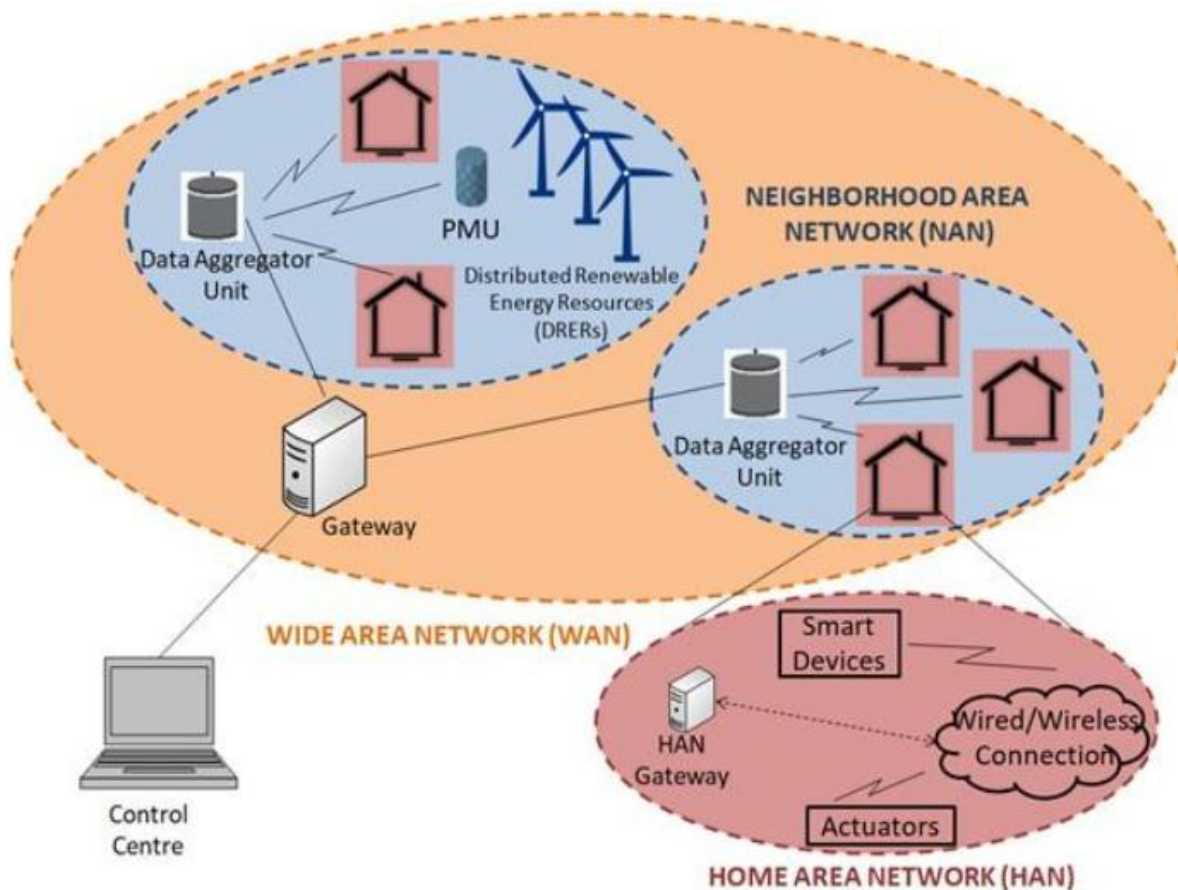 PMU
Data Aggregator
Unit
Distributed Renewable
Energy Resources
(DRERs)
NEIGHBORHOOD AREA
NETWORK (NAN)
Data Aggregator
Unit
Gateway
WIDE AREA NETWORK (WAN)
Control
Centre
Smart
Devices
HAN
Gateway
Wired/Wireless
Connection
Actuators
HOME AREA NETWORK (HAN)